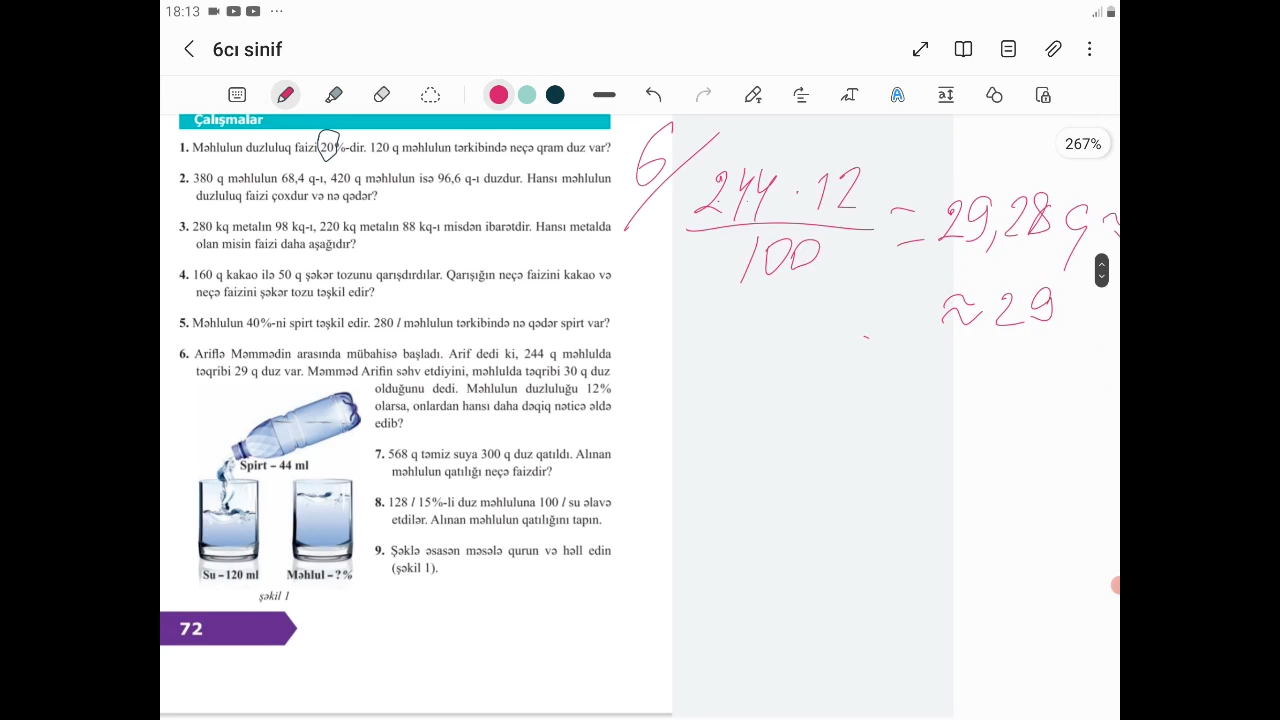 18:13
6cı sinif
267%
Çalışmalar
1. Məhlulun duzluluq faizi 20%-dir. 120 q məhlulun tərkibində neçə qram duz var?
2. 380 q məhlulun 68,4 q-ı, 420 q məhlulun isə 96,6 q-ı duzdur. Hansı məhlulun
duzluluq faizi çoxdur və nə qədər?
3. 280 kq metalın 98 kq-ı, 220 kq metalın 88 kq-ı misdən ibarətdir. Hansı metalda
olan misin faizi daha aşağıdır?
4. 160 q kakao ilə 50 q şəkər tozunu qarışdırdılar. Qarışığın neçə faizini kakao və
neçə faizini şəkər tozu təşkil edir?
5. Məhlulun 40%-ni spirt təşkil edir. 280 l məhlulun tərkibində nə qədər spirt var?
6. Ariflə Məmmədin arasında mübahisə başladı. Arif dedi ki, 244 q məhlulda
təqribi 29 q duz var. Məmməd Arifin səhv etdiyini, məhlulda təqribi 30 q duz
olduğunu dedi. Məhlulun duzluluğu 12%
olarsa, onlardan hansı daha dəqiq nəticə əldə
edib?
7. 568 q təmiz suya 300 q duz qatıldı. Alınan
məhlulun qatılığı neçə faizdir?
8. 128 l 15%-li duz məhluluna 100 l su əlavə
etdilər. Alınan məhlulun qatılığını tapın.
9. Şəklə əsasən məsələ qurun və həll edin
(şəkil 1).
Spirt – 44 ml
Su – 120 ml Məhlul – ?%
şəkil 1
72
6/
244 · 12
100
= 29,28 q ≈
≈ 29